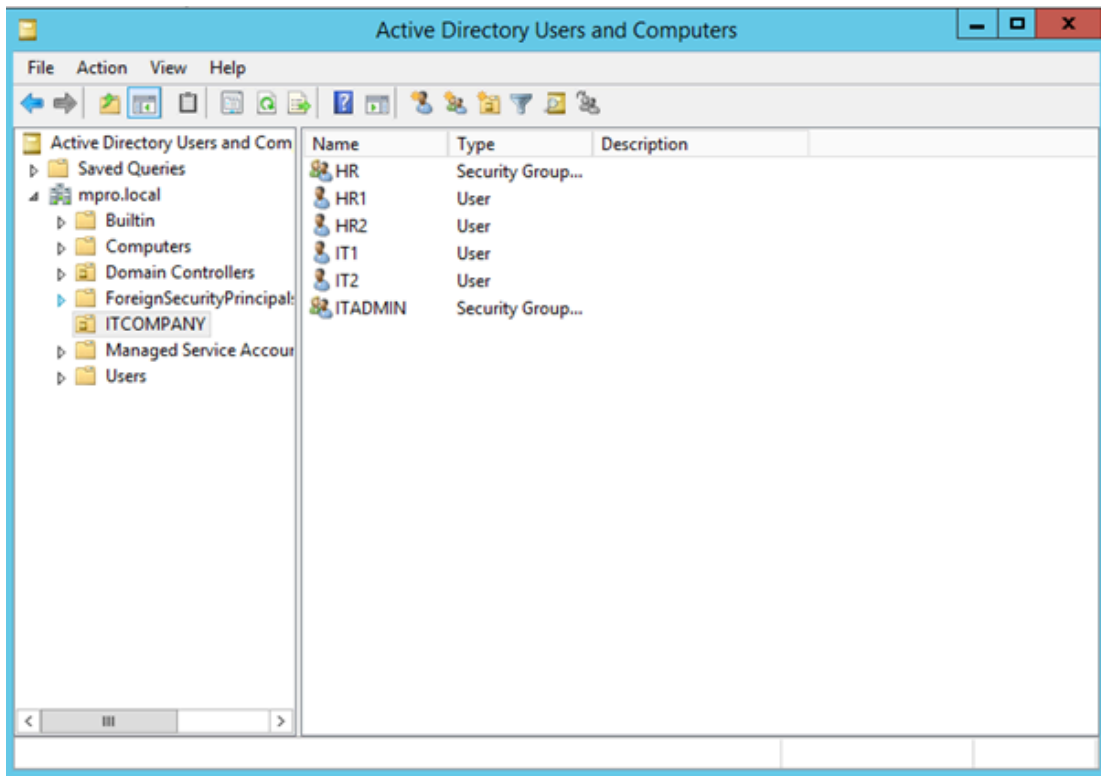 Active Directory Users and Computers
File Action View Help
Active Directory Users and Com
Saved Queries
mpro.local
Builtin
Computers
Domain Controllers
ForeignSecurityPrincipals
ITCOMPANY
Managed Service Accour
Users
Name Type Description
HR Security Group...
HR1 User
HR2 User
IT1 User
IT2 User
ITADMIN Security Group...